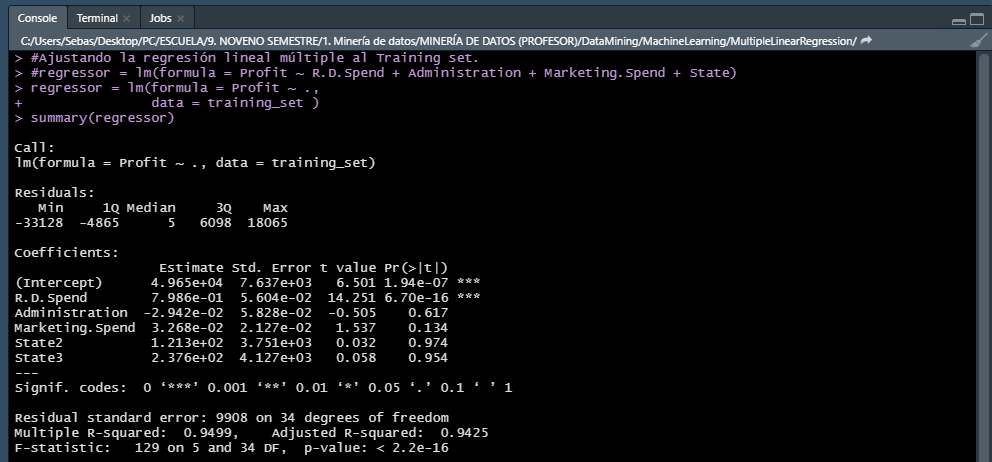 Console Terminal Jobs
C:/Users/Sebas/Desktop/PC/ESCUELA/9. NOVENO SEMESTRE/1. Minería de datos/MINERÍA DE DATOS (PROFESOR)/DataMining/MachineLearning/MultipleLinearRegression/
> #Ajustando la regresión lineal múltiple al Training set.
> #regressor = lm(formula = Profit ~ R.D.Spend + Administration + Marketing.Spend + State)
> regressor = lm(formula = Profit ~ .,
+                data = training_set )
> summary(regressor)

Call:
lm(formula = Profit ~ ., data = training_set)

Residuals:
   Min     1Q Median     3Q    Max
-33128  -4865      5   6098  18065

Coefficients:
                  Estimate Std. Error t value Pr(>|t|)
(Intercept)      4.965e+04  7.637e+03   6.501 1.94e-07 ***
R.D.Spend        7.986e-01  5.604e-02  14.251 6.70e-16 ***
Administration  -2.942e-02  5.828e-02  -0.505    0.617
Marketing.Spend  3.268e-02  2.127e-02   1.537    0.134
State2           1.213e+02  3.751e+03   0.032    0.974
State3           2.376e+02  4.127e+03   0.058    0.954
---
Signif. codes:  0 ‘***’ 0.001 ‘**’ 0.01 ‘*’ 0.05 ‘.’ 0.1 ‘ ’ 1

Residual standard error: 9908 on 34 degrees of freedom
Multiple R-squared:  0.9499,    Adjusted R-squared:  0.9425
F-statistic:   129 on 5 and 34 DF,  p-value: < 2.2e-16